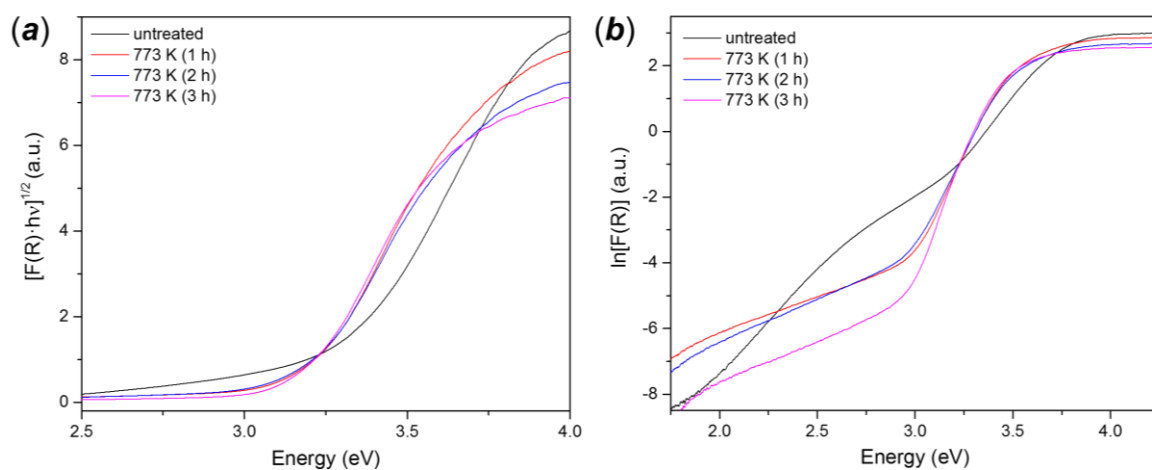 (a)
untreated
773 K (1 h)
773 K (2 h)
773 K (3 h)
[F(R)·hν]^{1/2} (a.u.)
8
6
4
2
0
2.5 3.0 3.5 4.0
Energy (eV)
(b)
untreated
773 K (1 h)
773 K (2 h)
773 K (3 h)
ln[F(R)] (a.u.)
2
0
-2
-4
-6
-8
2.0 2.5 3.0 3.5 4.0
Energy (eV)